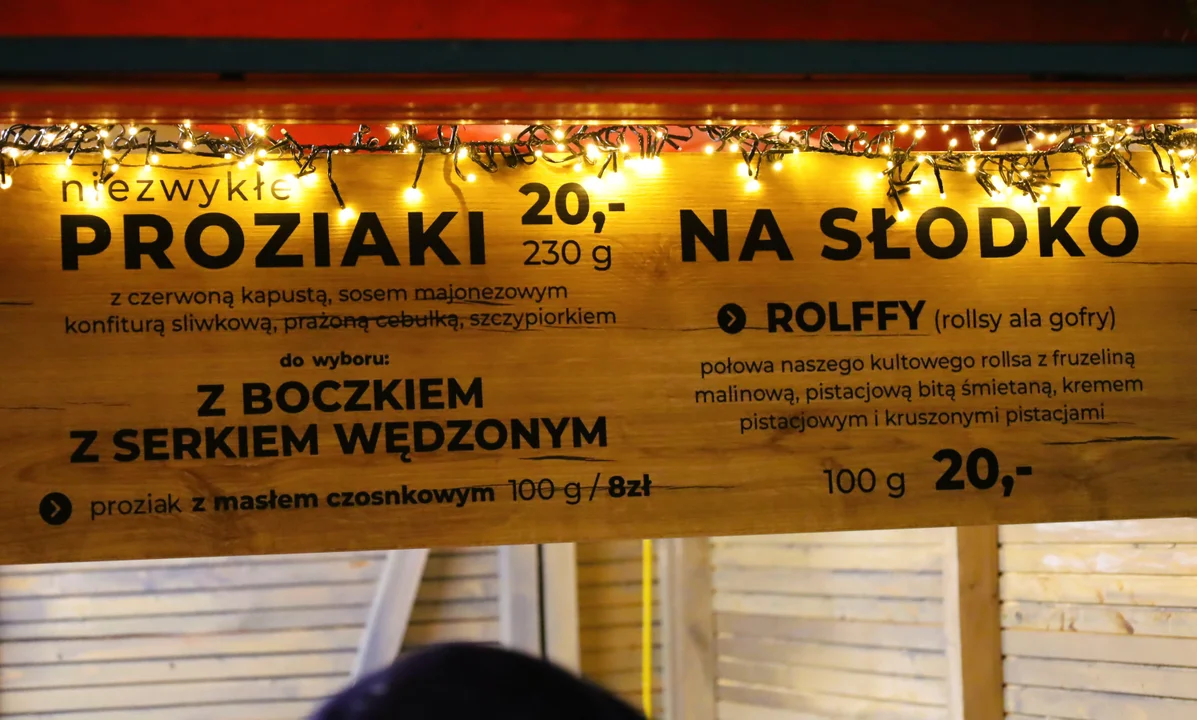 niezwykłe
PROZIAKI 20,-
230 g
z czerwoną kapustą, sosem majonezowym
konfiturą sliwkową, prażoną cebulką, szczypiorkiem
do wyboru:
Z BOCZKIEM
Z SERKIEM WĘDZONYM
proziak z masłem czosnkowym 100 g / 8zł
NA SŁODKO
ROLFFY (rollsy ala gofry)
połowa naszego kultowego rollsa z frużeliną
malinową, pistacjową bitą śmietaną, kremem
pistacjowym i kruszonymi pistacjami
100 g 20,-